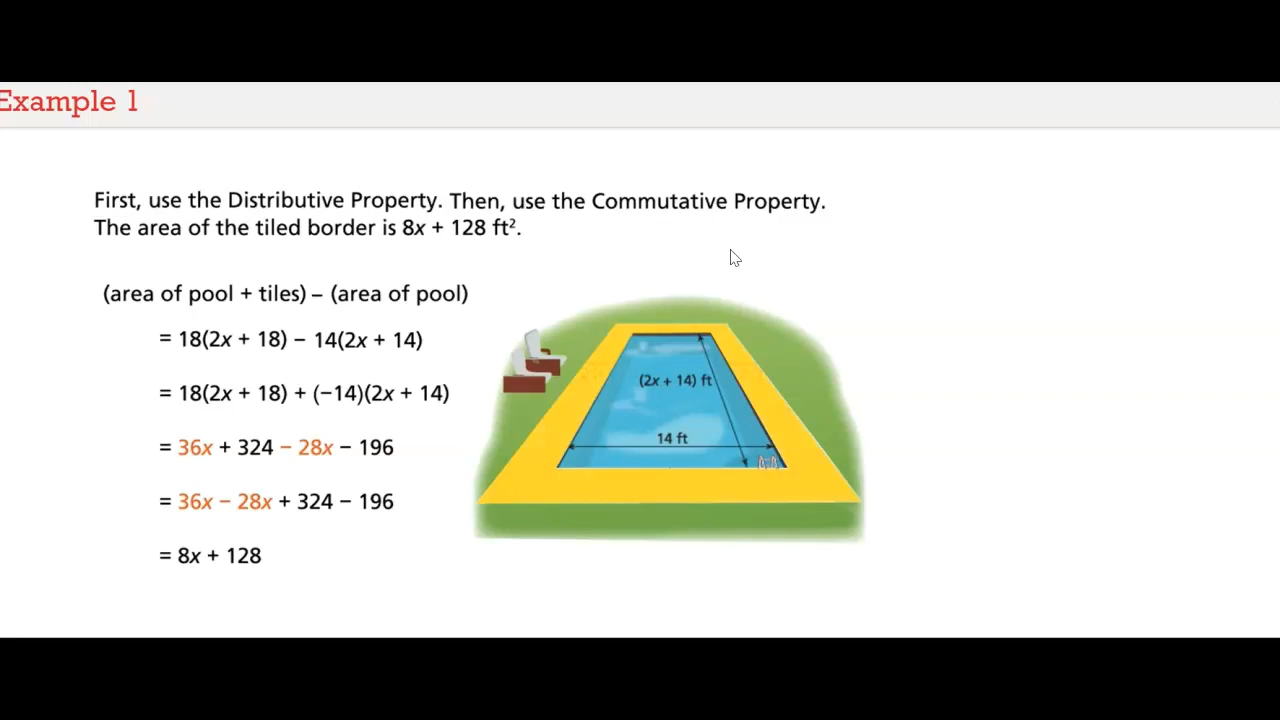 Example 1
First, use the Distributive Property. Then, use the Commutative Property.
The area of the tiled border is 8x + 128 ft².
(area of pool + tiles) – (area of pool)
= 18(2x + 18) − 14(2x + 14)
= 18(2x + 18) + (−14)(2x + 14)
= 36x + 324 − 28x − 196
= 36x − 28x + 324 − 196
= 8x + 128
(2x + 14) ft
14 ft